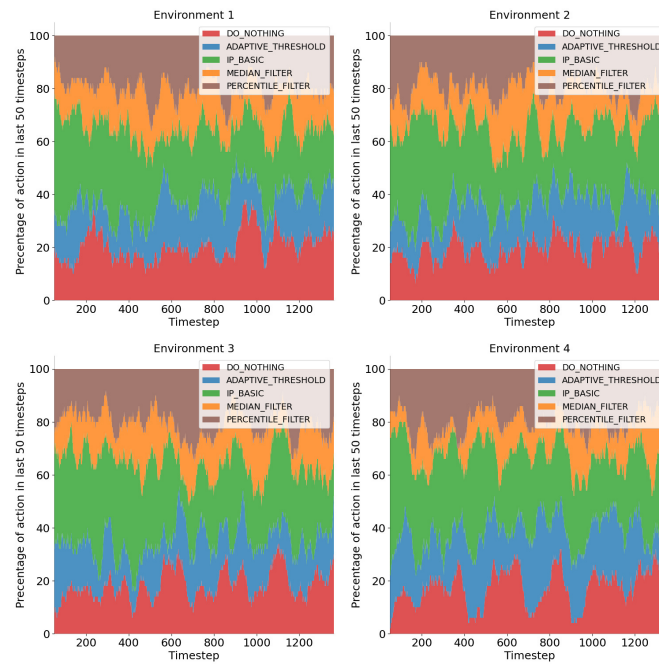 Environment 1
Precentage of action in last 50 timesteps
100
80
60
40
20
0
200 400 600 800 1000 1200
Timestep
DO_NOTHING
ADAPTIVE_THRESHOLD
IP_BASIC
MEDIAN_FILTER
PERCENTILE_FILTER
Environment 2
Precentage of action in last 50 timesteps
100
80
60
40
20
0
200 400 600 800 1000 1200
Timestep
DO_NOTHING
ADAPTIVE_THRESHOLD
IP_BASIC
MEDIAN_FILTER
PERCENTILE_FILTER
Environment 3
Precentage of action in last 50 timesteps
100
80
60
40
20
0
200 400 600 800 1000 1200
Timestep
DO_NOTHING
ADAPTIVE_THRESHOLD
IP_BASIC
MEDIAN_FILTER
PERCENTILE_FILTER
Environment 4
Precentage of action in last 50 timesteps
100
80
60
40
20
0
200 400 600 800 1000 1200
Timestep
DO_NOTHING
ADAPTIVE_THRESHOLD
IP_BASIC
MEDIAN_FILTER
PERCENTILE_FILTER